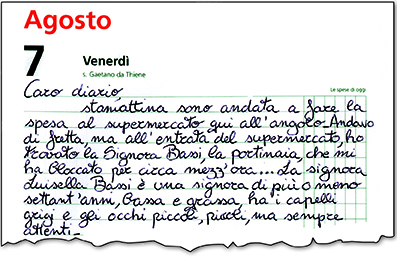 Agosto
7 Venerdì
s. Gaetano da Thiene
Le spese di oggi
Caro diario,
stamattina sono andata a fare la
spesa al supermercato qui all'angolo. Andavo
di fretta, ma all'entrata del supermercato, ho
trovato la Signora Bassi, la portinaia, che mi
ha bloccato per circa mezz'ora... La signora
Luisella Bassi è una signora di più o meno
settant'anni, bassa e grassa, ha i capelli
grigi e gli occhi piccoli, piccoli, ma sempre
attenti.